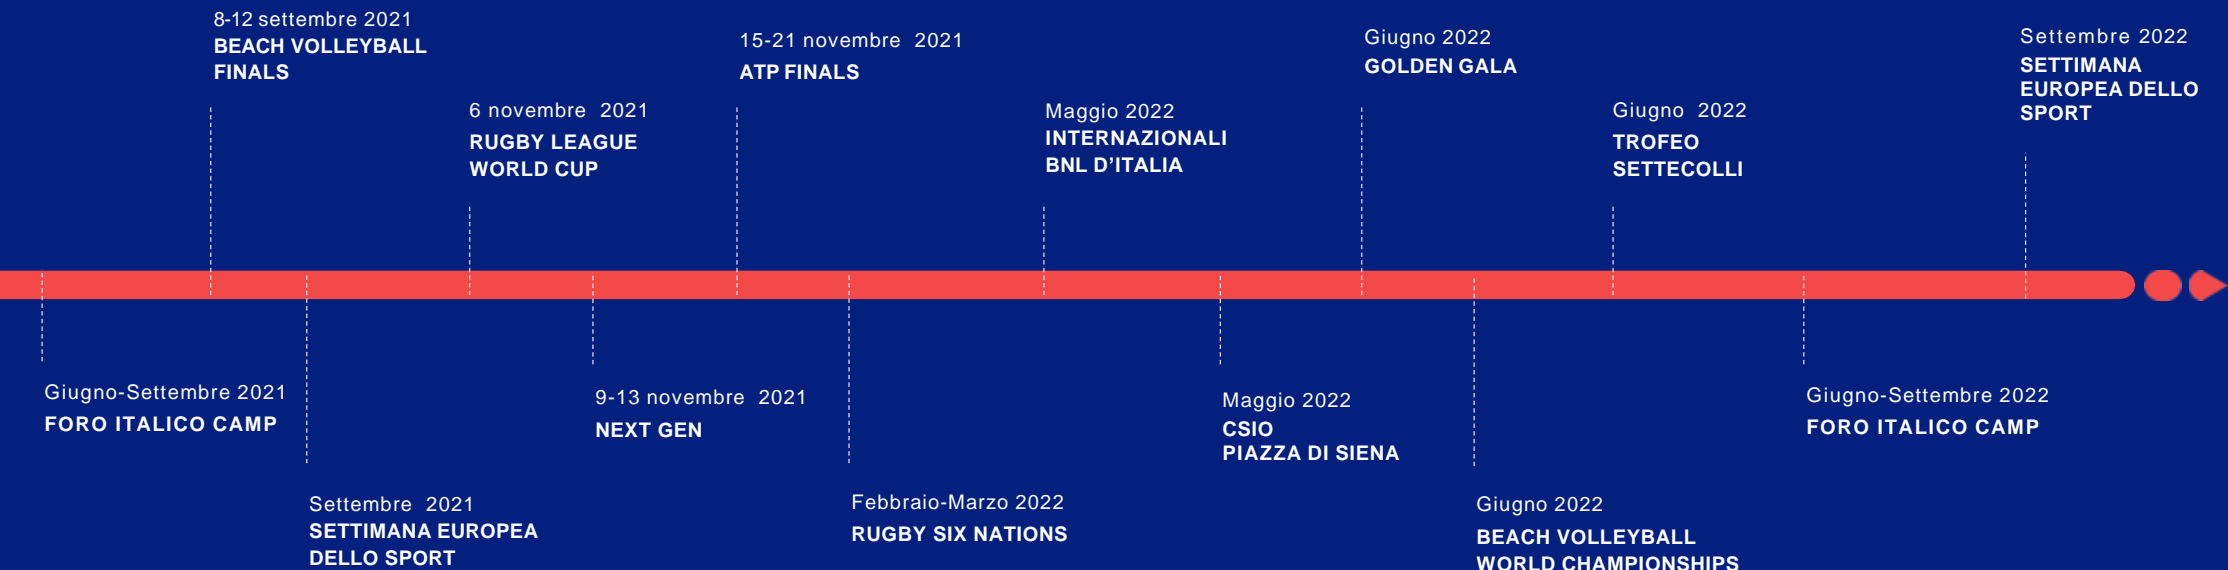 8-12 settembre 2021
BEACH VOLLEYBALL
FINALS
6 novembre 2021
RUGBY LEAGUE
WORLD CUP
15-21 novembre 2021
ATP FINALS
Maggio 2022
INTERNAZIONALI
BNL D’ITALIA
Giugno 2022
GOLDEN GALA
Giugno 2022
TROFEO
SETTECOLLI
Settembre 2022
SETTIMANA
EUROPEA DELLO
SPORT
Giugno-Settembre 2021
FORO ITALICO CAMP
Settembre 2021
SETTIMANA EUROPEA
DELLO SPORT
9-13 novembre 2021
NEXT GEN
Febbraio-Marzo 2022
RUGBY SIX NATIONS
Maggio 2022
CSIO
PIAZZA DI SIENA
Giugno 2022
BEACH VOLLEYBALL
WORLD CHAMPIONSHIPS
Giugno-Settembre 2022
FORO ITALICO CAMP